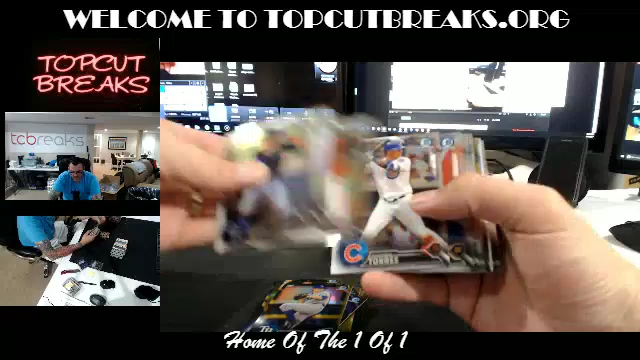 WELCOME TO TOPCUTBREAKS.ORG
TOPCUT
BREAKS
tcbreaks
C
TORRES
Home Of The 1 Of 1